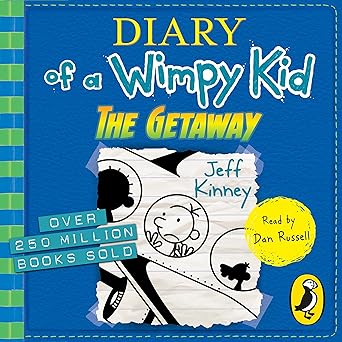 DIARY
of a Wimpy Kid
THE GETAWAY
Jeff
Kinney
OVER
250 MILLION
BOOKS SOLD
Read by
Dan Russell